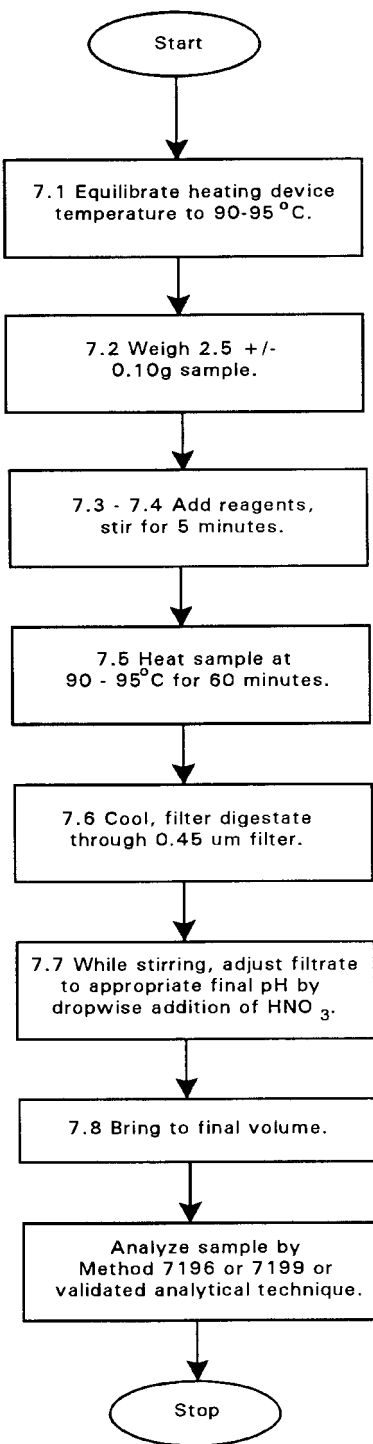 Start
7.1 Equilibrate heating device
temperature to 90-95°C.
7.2 Weigh 2.5 +/-
0.10g sample.
7.3 - 7.4 Add reagents,
stir for 5 minutes.
7.5 Heat sample at
90 - 95°C for 60 minutes.
7.6 Cool, filter digestate
through 0.45 um filter.
7.7 While stirring, adjust filtrate
to appropriate final pH by
dropwise addition of HNO 3.
7.8 Bring to final volume.
Analyze sample by
Method 7196 or 7199 or
validated analytical technique.
Stop